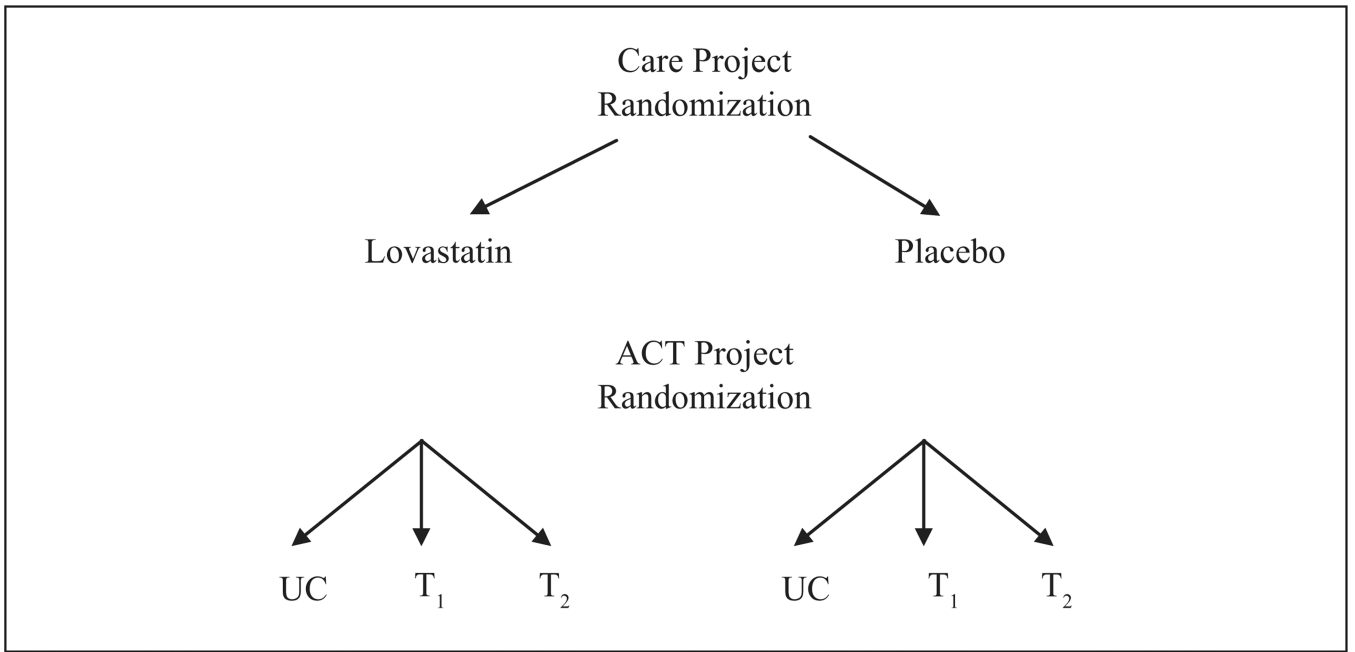 Care Project
Randomization
Lovastatin Placebo
ACT Project
Randomization
UC T₁ T₂ UC T₁ T₂